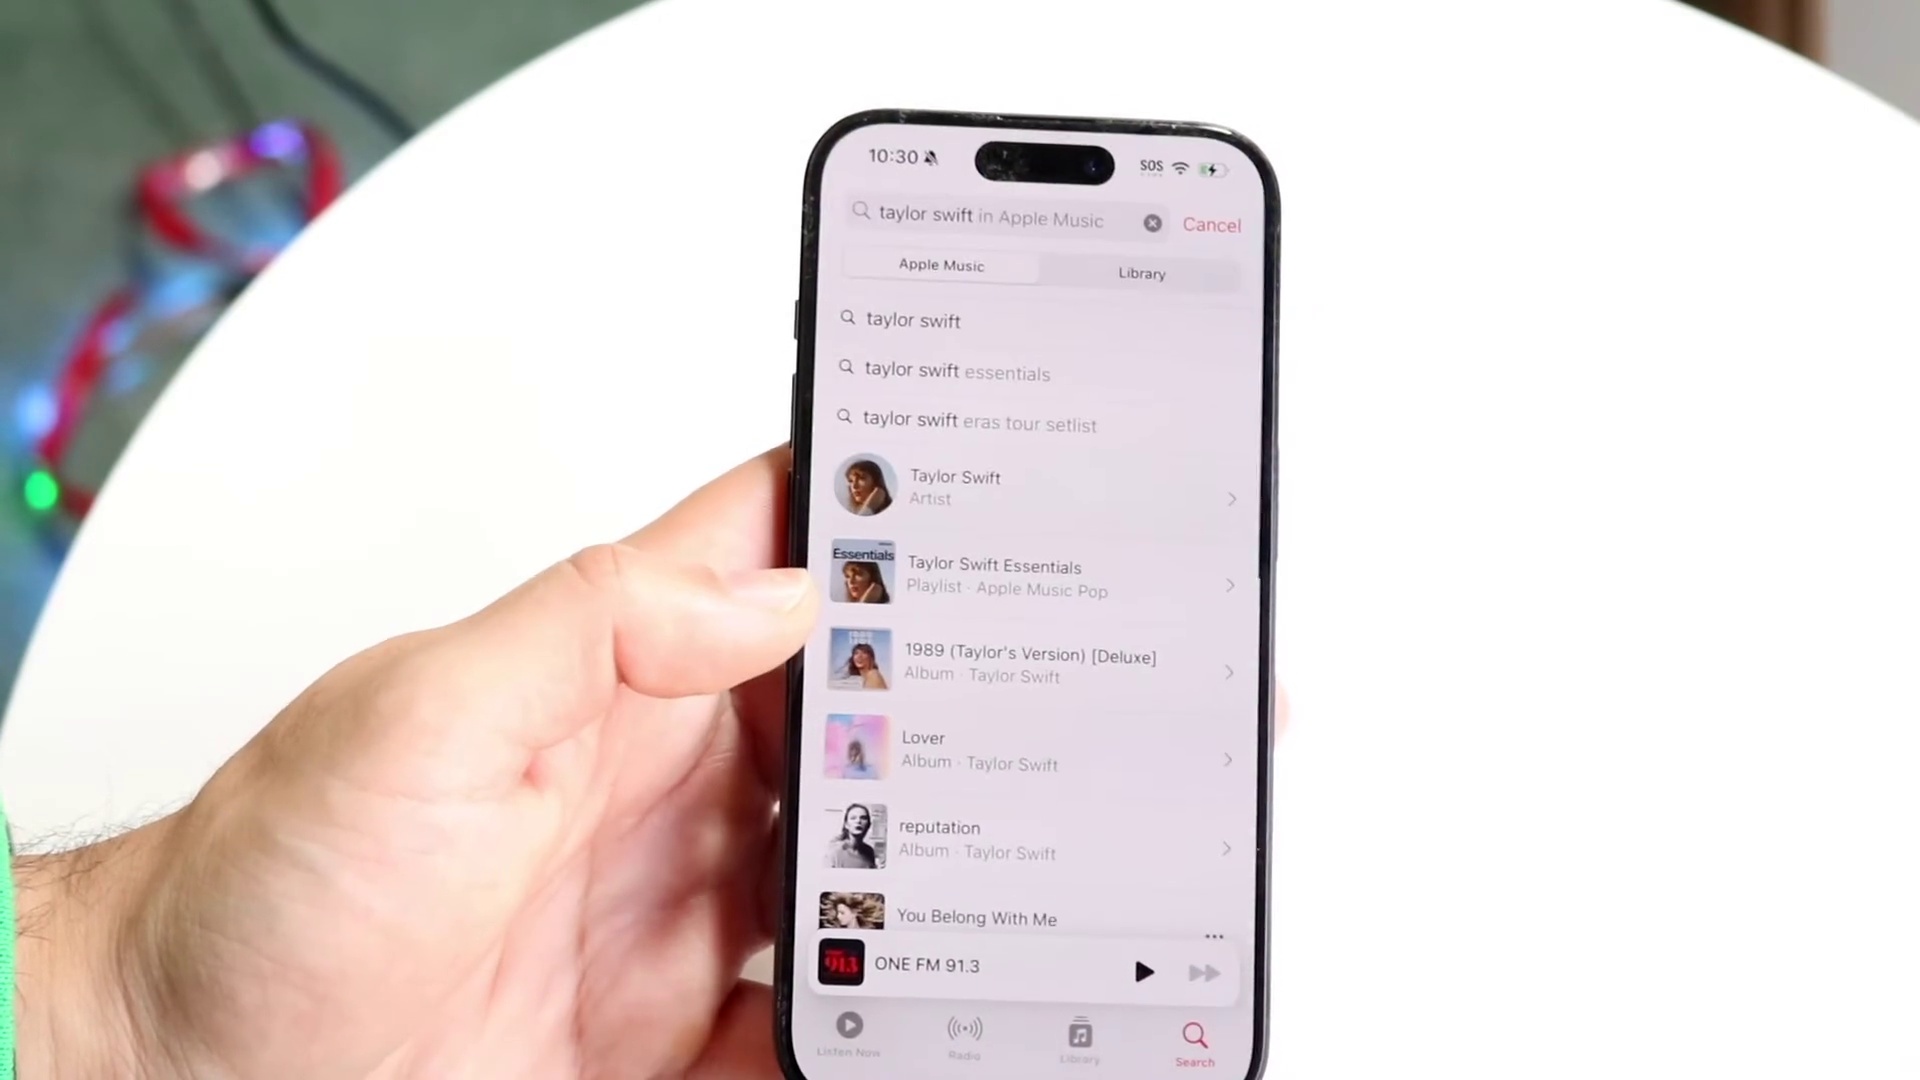 10:30
SOS
taylor swift in Apple Music
Cancel
Apple Music
Library
taylor swift
taylor swift essentials
taylor swift eras tour setlist
Taylor Swift
Artist
Essentials
Taylor Swift Essentials
Playlist · Apple Music Pop
1989 (Taylor's Version) [Deluxe]
Album · Taylor Swift
Lover
Album · Taylor Swift
reputation
Album · Taylor Swift
You Belong With Me
91.3
ONE FM 91.3
Listen Now
Radio
Library
Search